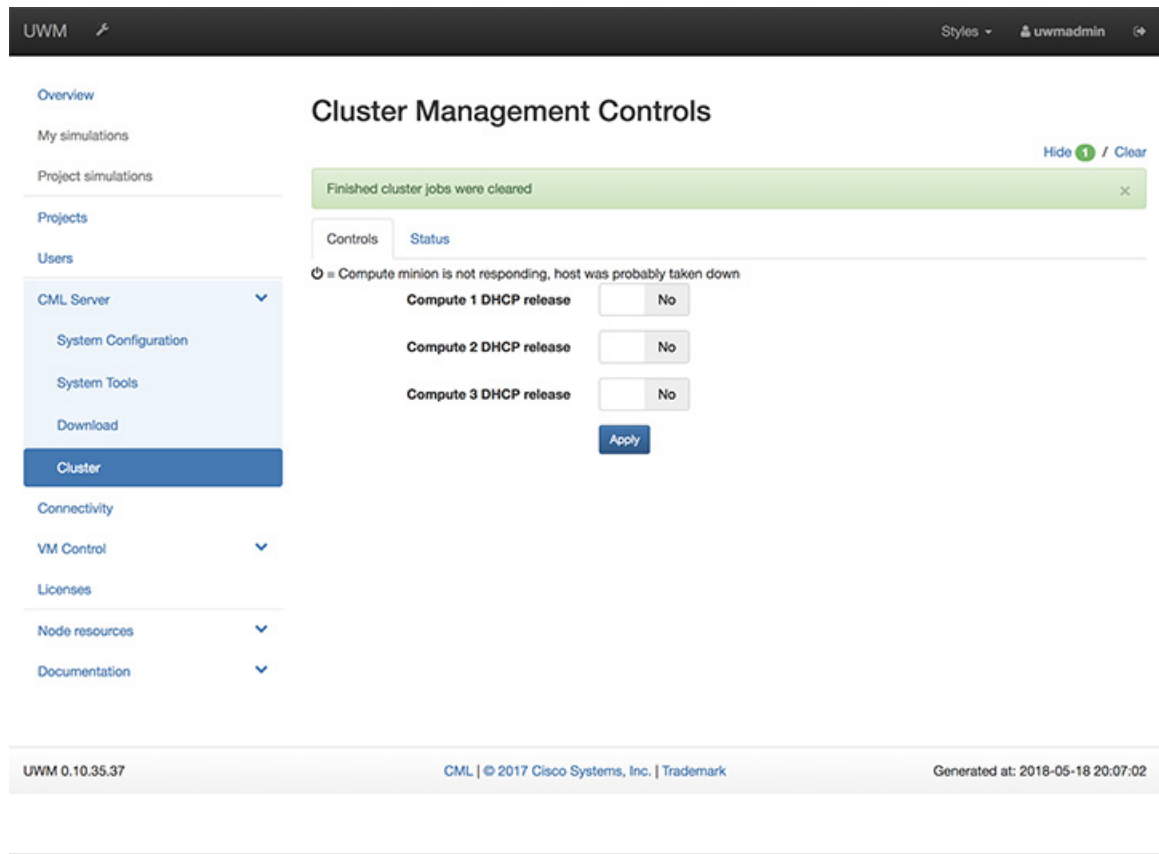 UWM
Styles
uwmadmin
Overview
My simulations
Project simulations
Projects
Users
CML Server
System Configuration
System Tools
Download
Cluster
Connectivity
VM Control
Licenses
Node resources
Documentation
Cluster Management Controls
Hide 1 / Clear
Finished cluster jobs were cleared ×
Controls Status
= Compute minion is not responding, host was probably taken down
Compute 1 DHCP release No
Compute 2 DHCP release No
Compute 3 DHCP release No
Apply
UWM 0.10.35.37
CML | © 2017 Cisco Systems, Inc. | Trademark
Generated at: 2018-05-18 20:07:02